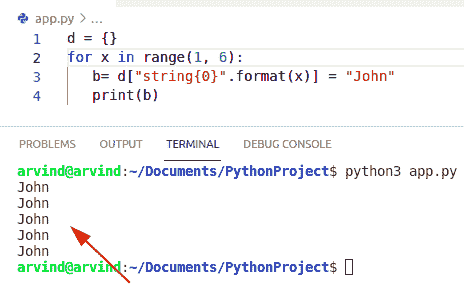 app.py > ...
1 d = {}
2 for x in range(1, 6):
3 b= d["string{0}".format(x)] = "John"
4 print(b)
PROBLEMS OUTPUT TERMINAL DEBUG CONSOLE
arvind@arvind:~/Documents/PythonProject$ python3 app.py
John
John
John
John
John
arvind@arvind:~/Documents/PythonProject$